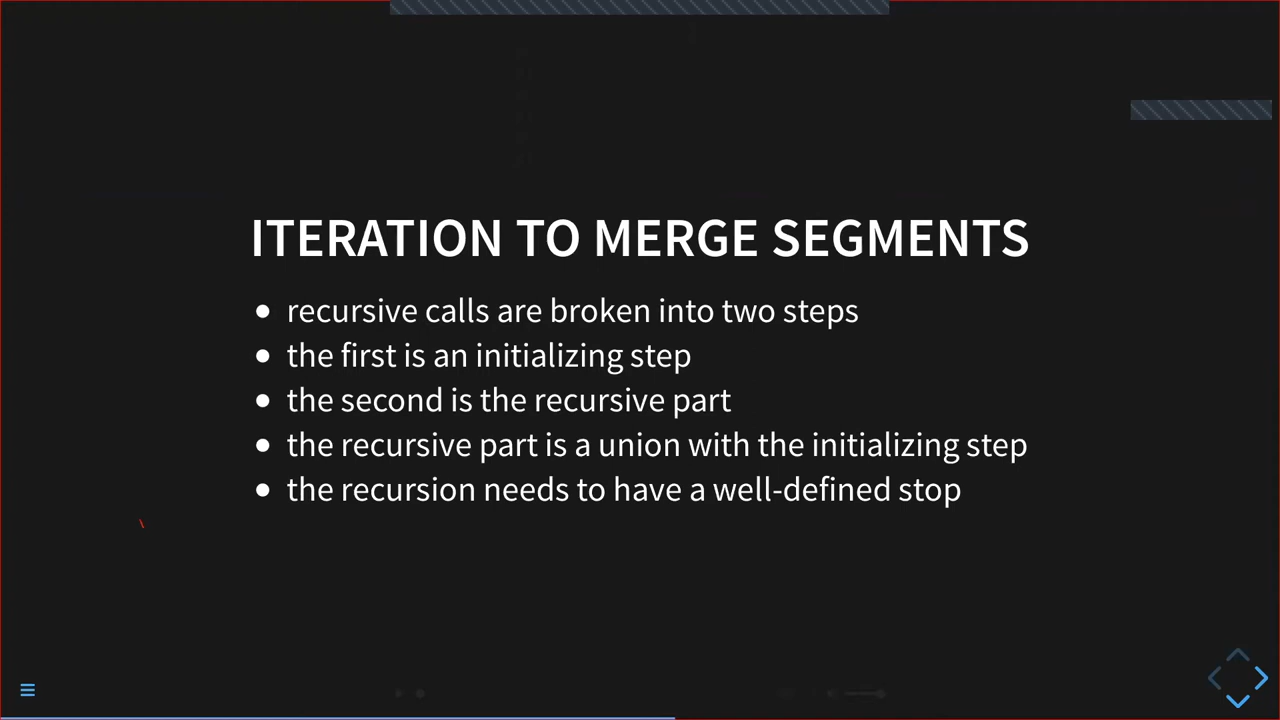 ITERATION TO MERGE SEGMENTS
recursive calls are broken into two steps
the first is an initializing step
the second is the recursive part
the recursive part is a union with the initializing step
the recursion needs to have a well-defined stop